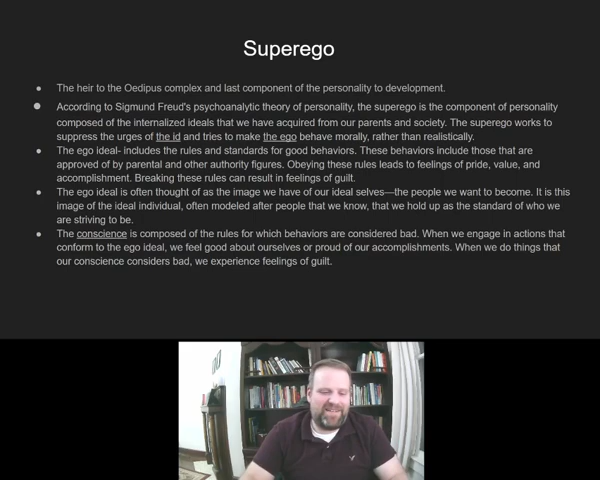 Superego
The heir to the Oedipus complex and last component of the personality to development.
According to Sigmund Freud's psychoanalytic theory of personality, the superego is the component of personality
composed of the internalized ideals that we have acquired from our parents and society. The superego works to
suppress the urges of the id and tries to make the ego behave morally, rather than realistically.
The ego ideal- includes the rules and standards for good behaviors. These behaviors include those that are
approved of by parental and other authority figures. Obeying these rules leads to feelings of pride, value, and
accomplishment. Breaking these rules can result in feelings of guilt.
The ego ideal is often thought of as the image we have of our ideal selves—the people we want to become. It is this
image of the ideal individual, often modeled after people that we know, that we hold up as the standard of who we
are striving to be.
The conscience is composed of the rules for which behaviors are considered bad. When we engage in actions that
conform to the ego ideal, we feel good about ourselves or proud of our accomplishments. When we do things that
our conscience considers bad, we experience feelings of guilt.